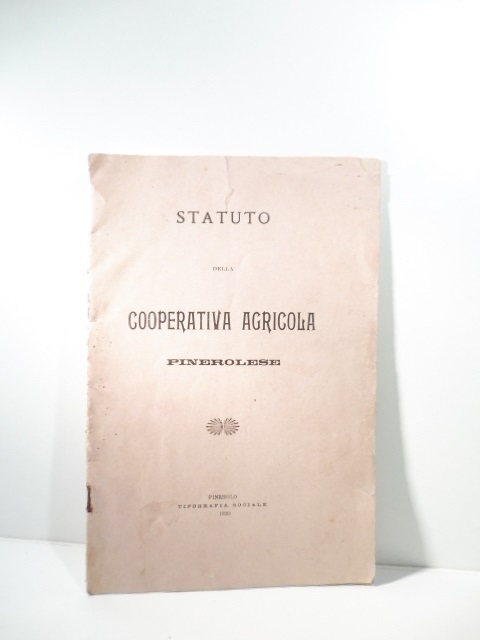 STATUTO
DELLA
COOPERATIVA AGRICOLA
PINEROLESE
PINEROLO
TIPOGRAFIA SOCIALE